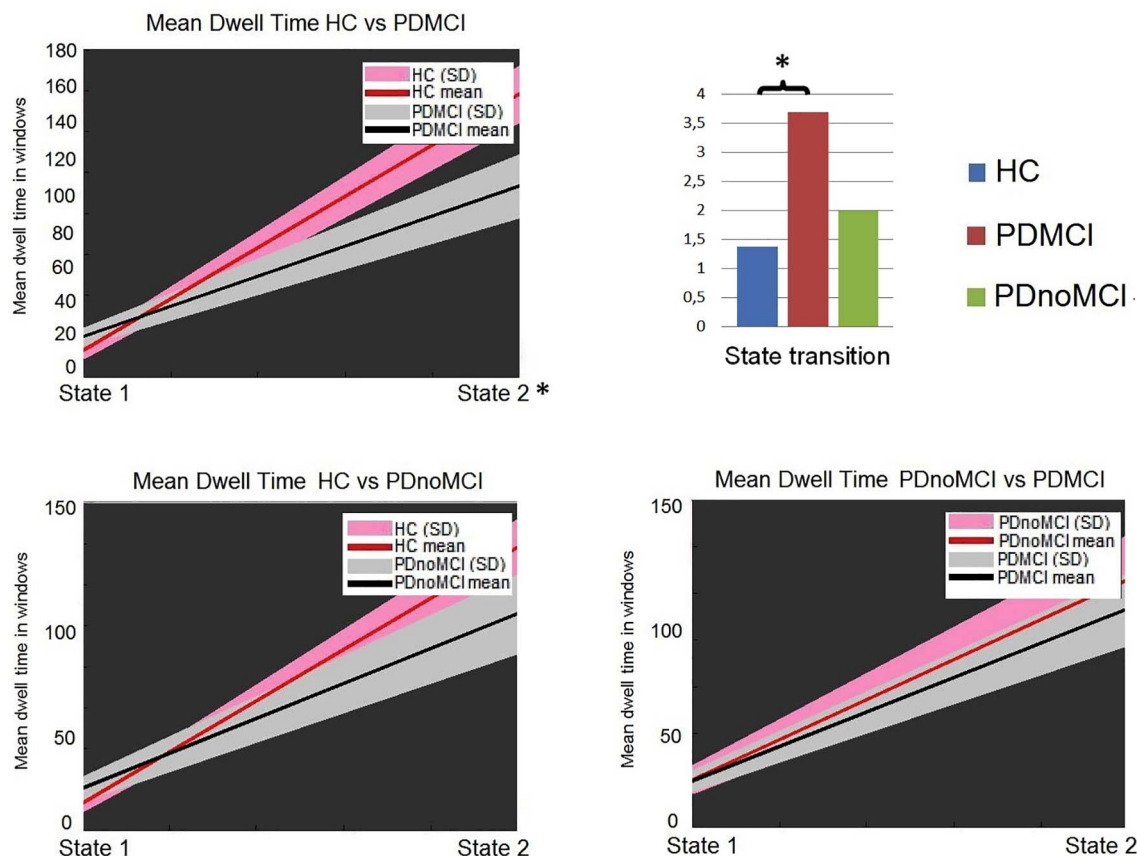 Mean Dwell Time HC vs PDMCI
Mean dwell time in windows
180
160
140
120
100
80
60
40
20
0
HC (SD)
HC mean
PDMCI (SD)
PDMCI mean
State 1
State 2 *
*
4
3,5
3
2,5
2
1,5
1
0,5
0
State transition
HC
PDMCI
PDnoMCI
Mean Dwell Time HC vs PDnoMCI
Mean dwell time in windows
150
100
50
0
HC (SD)
HC mean
PDnoMCI (SD)
PDnoMCI mean
State 1
State 2
Mean Dwell Time PDnoMCI vs PDMCI
Mean dwell time in windows
150
100
50
0
PDnoMCI (SD)
PDnoMCI mean
PDMCI (SD)
PDMCI mean
State 1
State 2